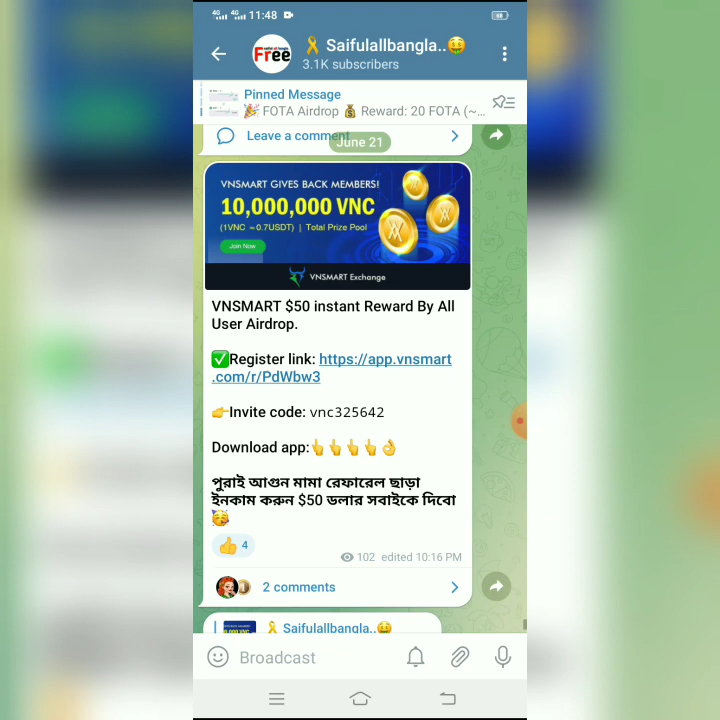 4G 4G 11:48 68
Free
🎗 Saifulallbangla..🤑
3.1K subscribers
Pinned Message
🎉 FOTA Airdrop 💰 Reward: 20 FOTA (~...
Leave a comment
June 21
VNSMART GIVES BACK MEMBERS!
10,000,000 VNC
(1VNC = 0.7USDT) | Total Prize Pool
Join Now
VNSMART Exchange
VNSMART $50 instant Reward By All
User Airdrop.
✅Register link: https://app.vnsmart
.com/r/PdWbw3
👉Invite code: vnc325642
Download app:👆👆👆👆👌
পুরাই আগুন মামা রেফারেল ছাড়া
ইনকাম করুন $50 ডলার সবাইকে দিবো
🥳
👍 4
102 edited 10:16 PM
2 comments
🎗 Saifulallbangla..🤑
Broadcast